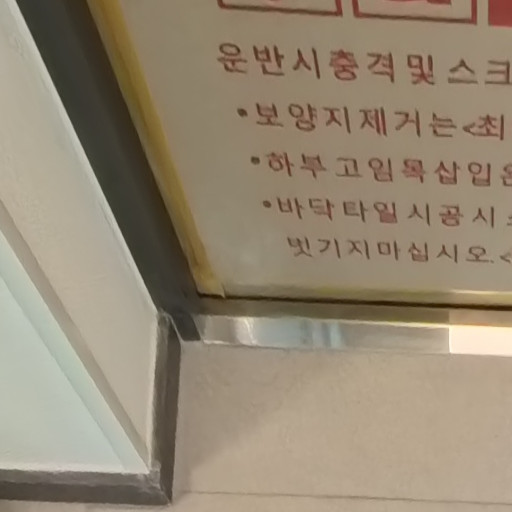 운반시충격및스크
•보양지제거는<최
•하부고임목삽입은
•바닥타일시공시
벗기지마십시오.<